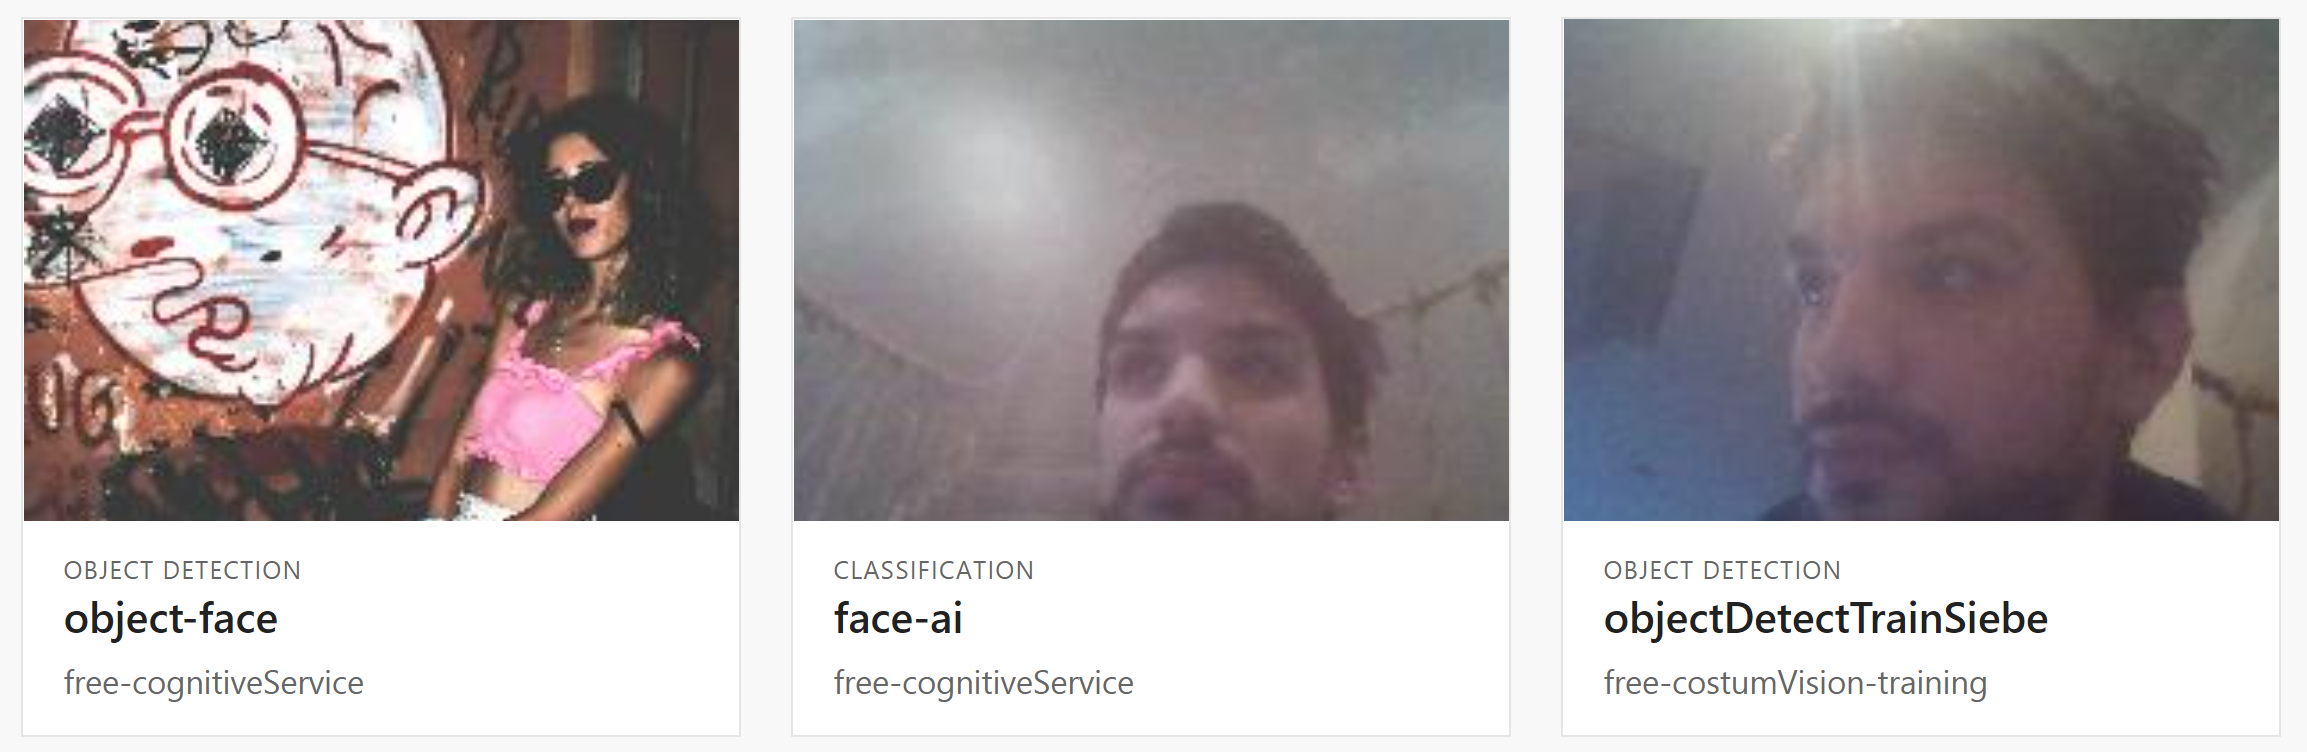 OBJECT DETECTION
object-face
free-cognitiveService
CLASSIFICATION
face-ai
free-cognitiveService
OBJECT DETECTION
objectDetectTrainSiebe
free-costumVision-training